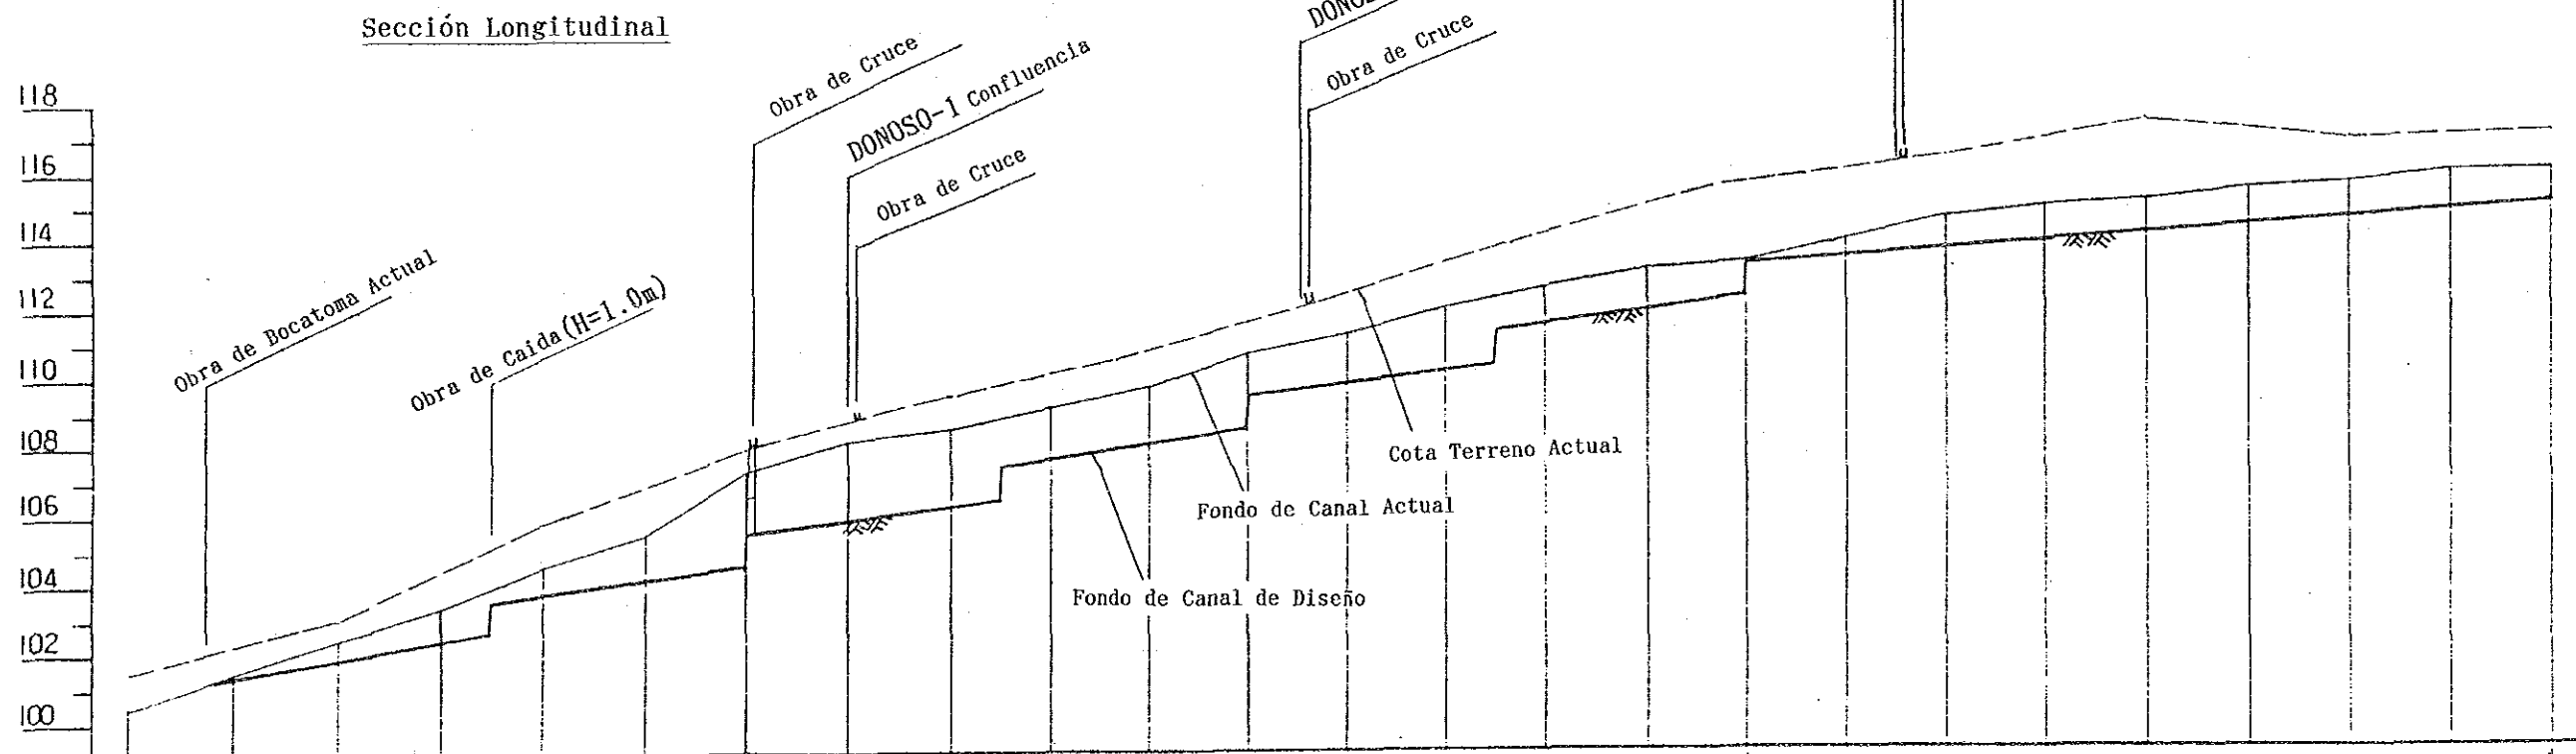 Sección Longitudinal
Obra de Cruce
DONOSO-1 Confluencia
Obra de Cruce
Obra de Cruce
Obra de Bocatoma Actual
Obra de Caida(H=1.0m)
118
116
114
112
110
108
106
104
102
100
Cota Terreno Actual
Fondo de Canal Actual
Fondo de Canal de Diseño